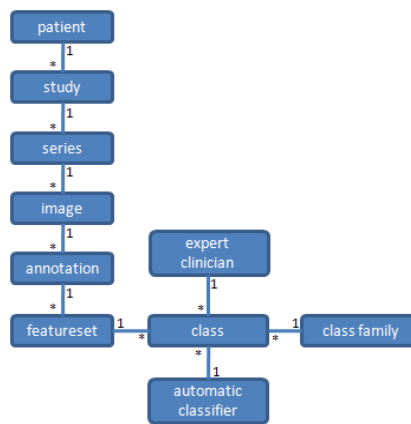 patient
1
*
study
1
*
series
1
*
image
1
*
annotation
1
*
expert
clinician
1
*
featureset
1
*
class
*
1
class family
*
1
automatic
classifier